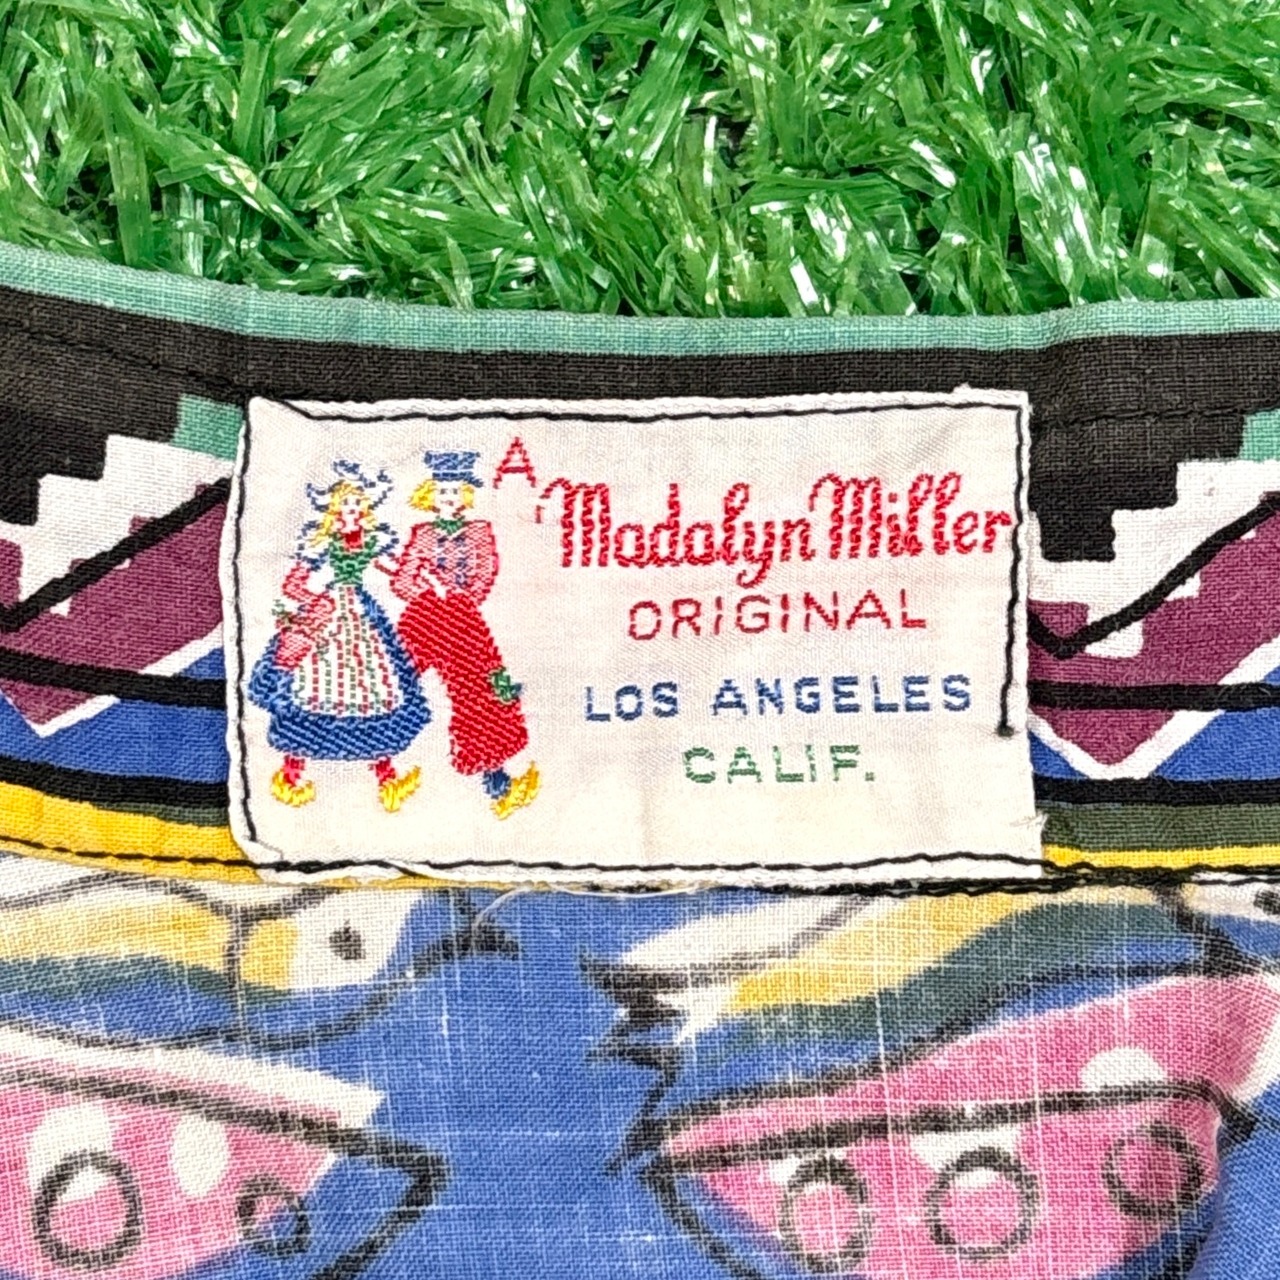 A
Madalyn Miller
ORIGINAL
LOS ANGELES
CALIF.